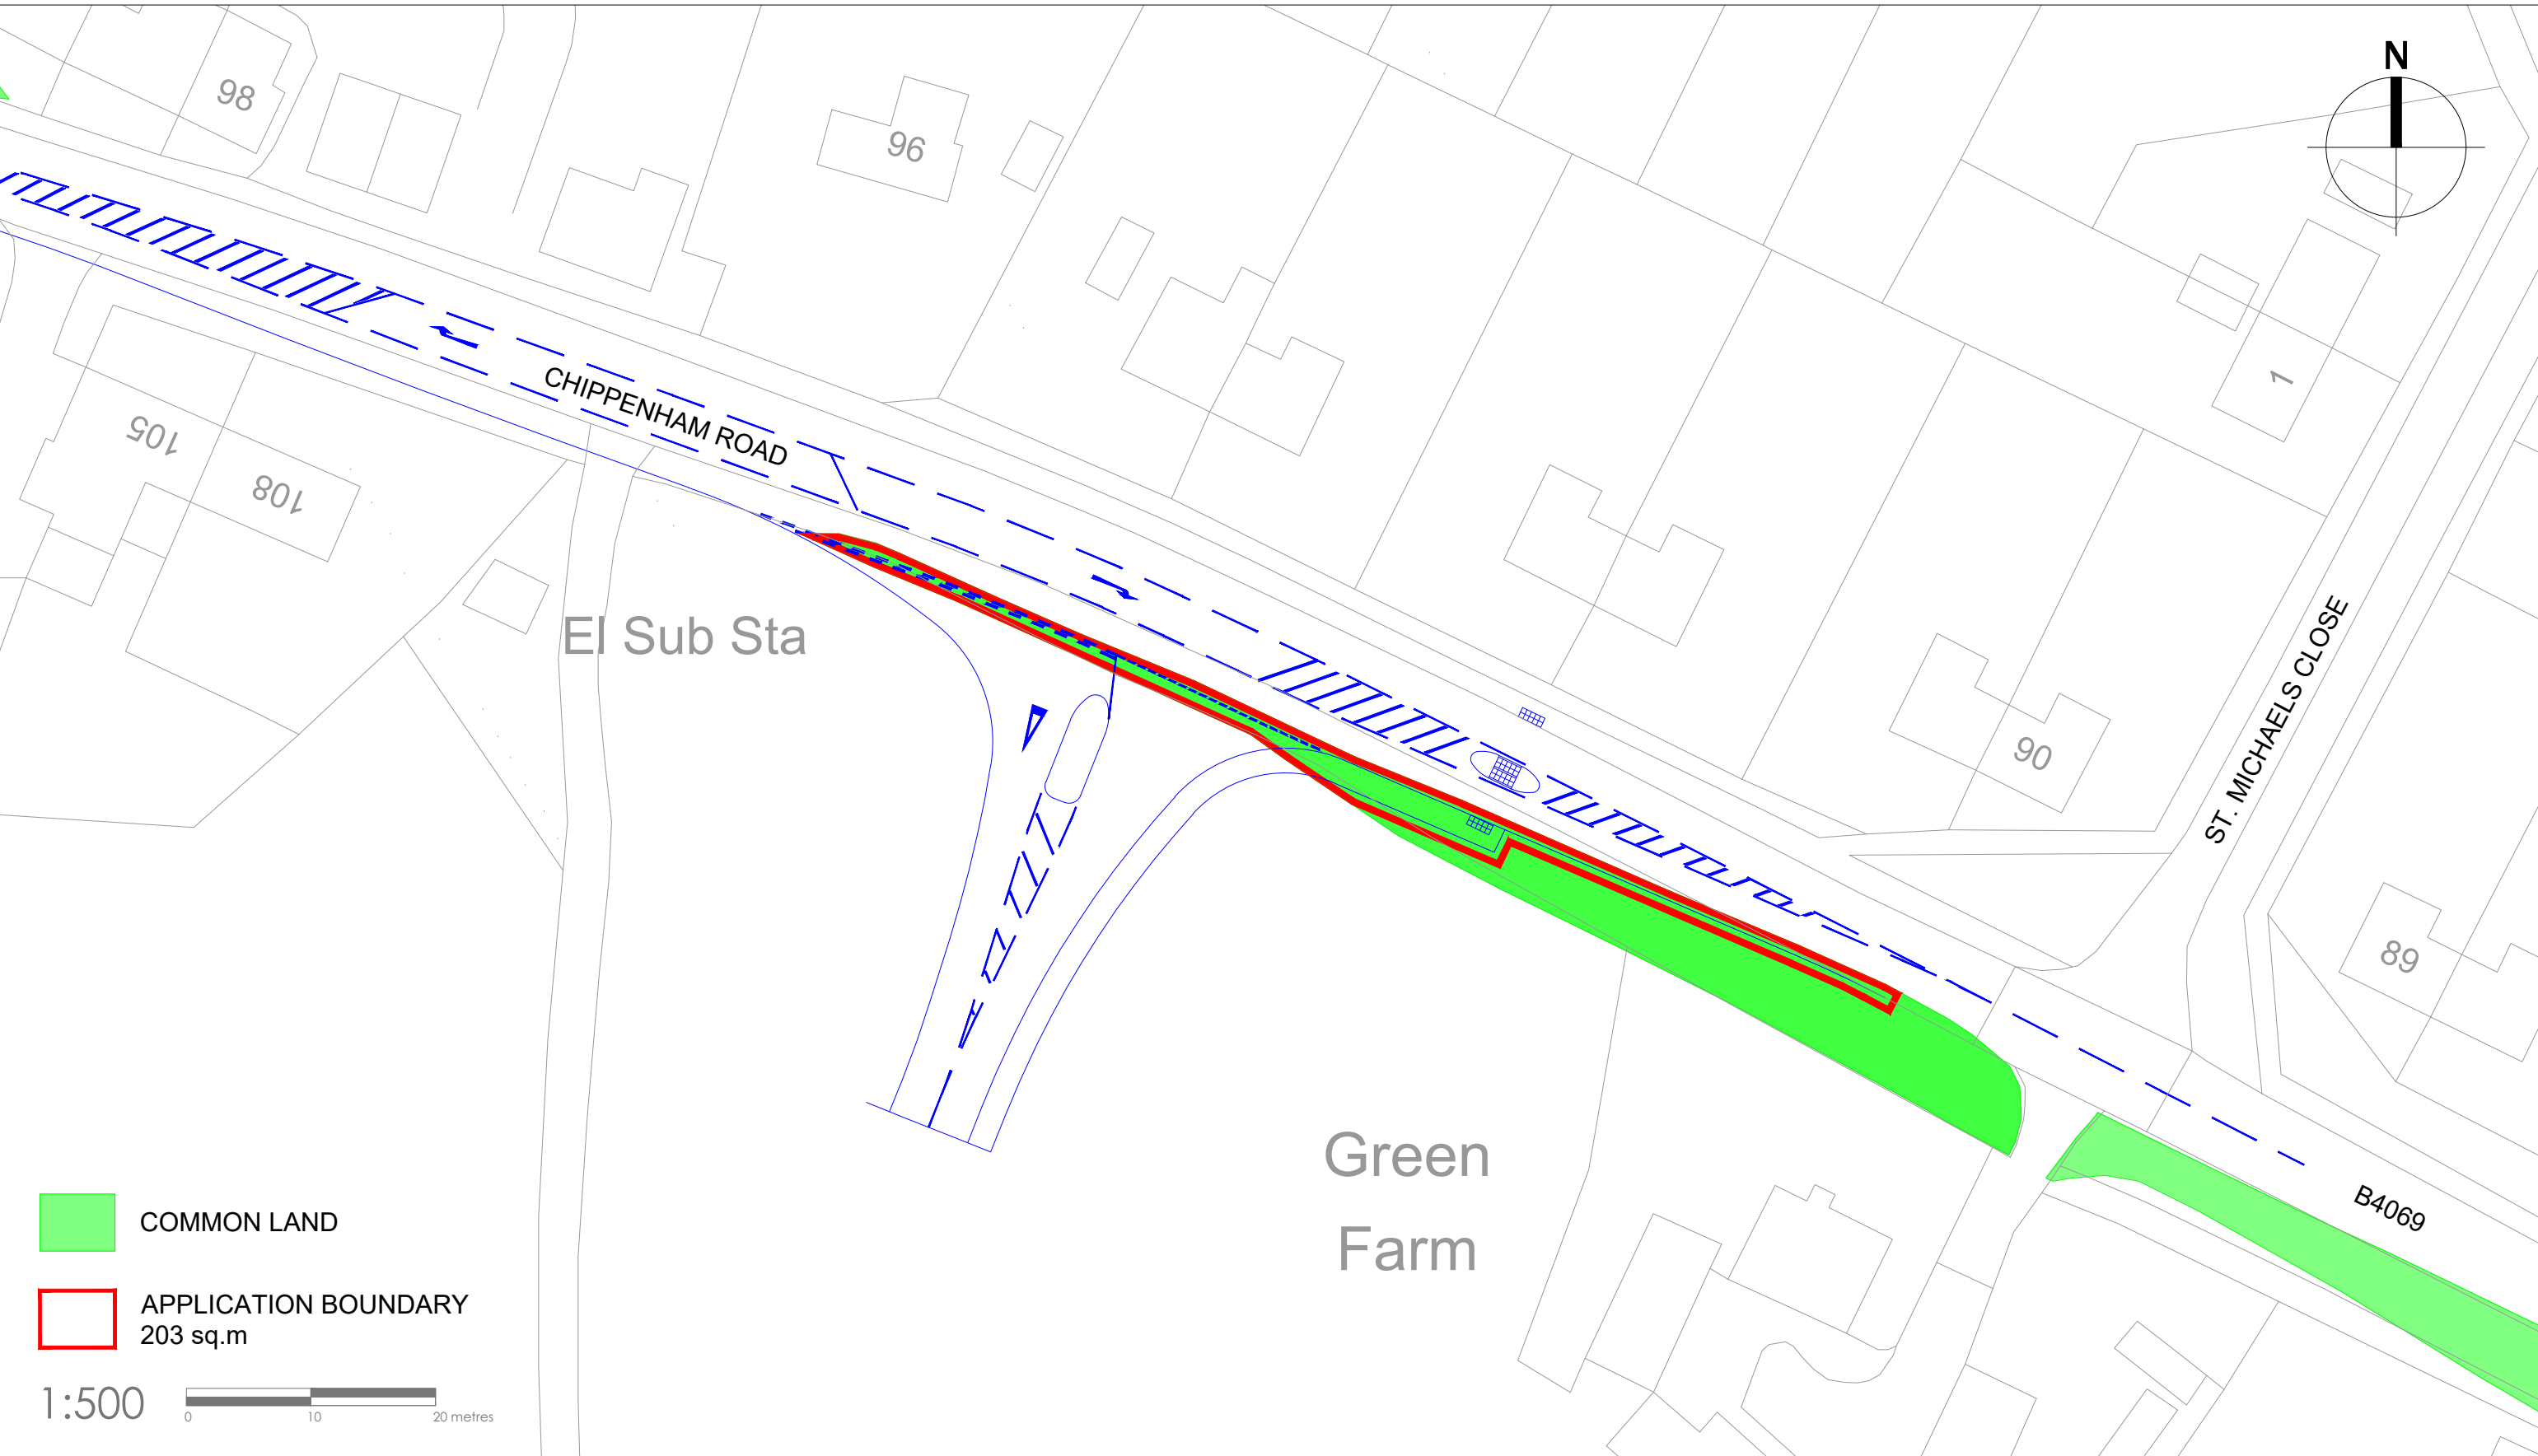 N
98
96
1
CHIPPENHAM ROAD
105
108
El Sub Sta
ST. MICHAELS CLOSE
90
89
Green
Farm
B4069
COMMON LAND
APPLICATION BOUNDARY
203 sq.m
1:500
0 10 20 metres